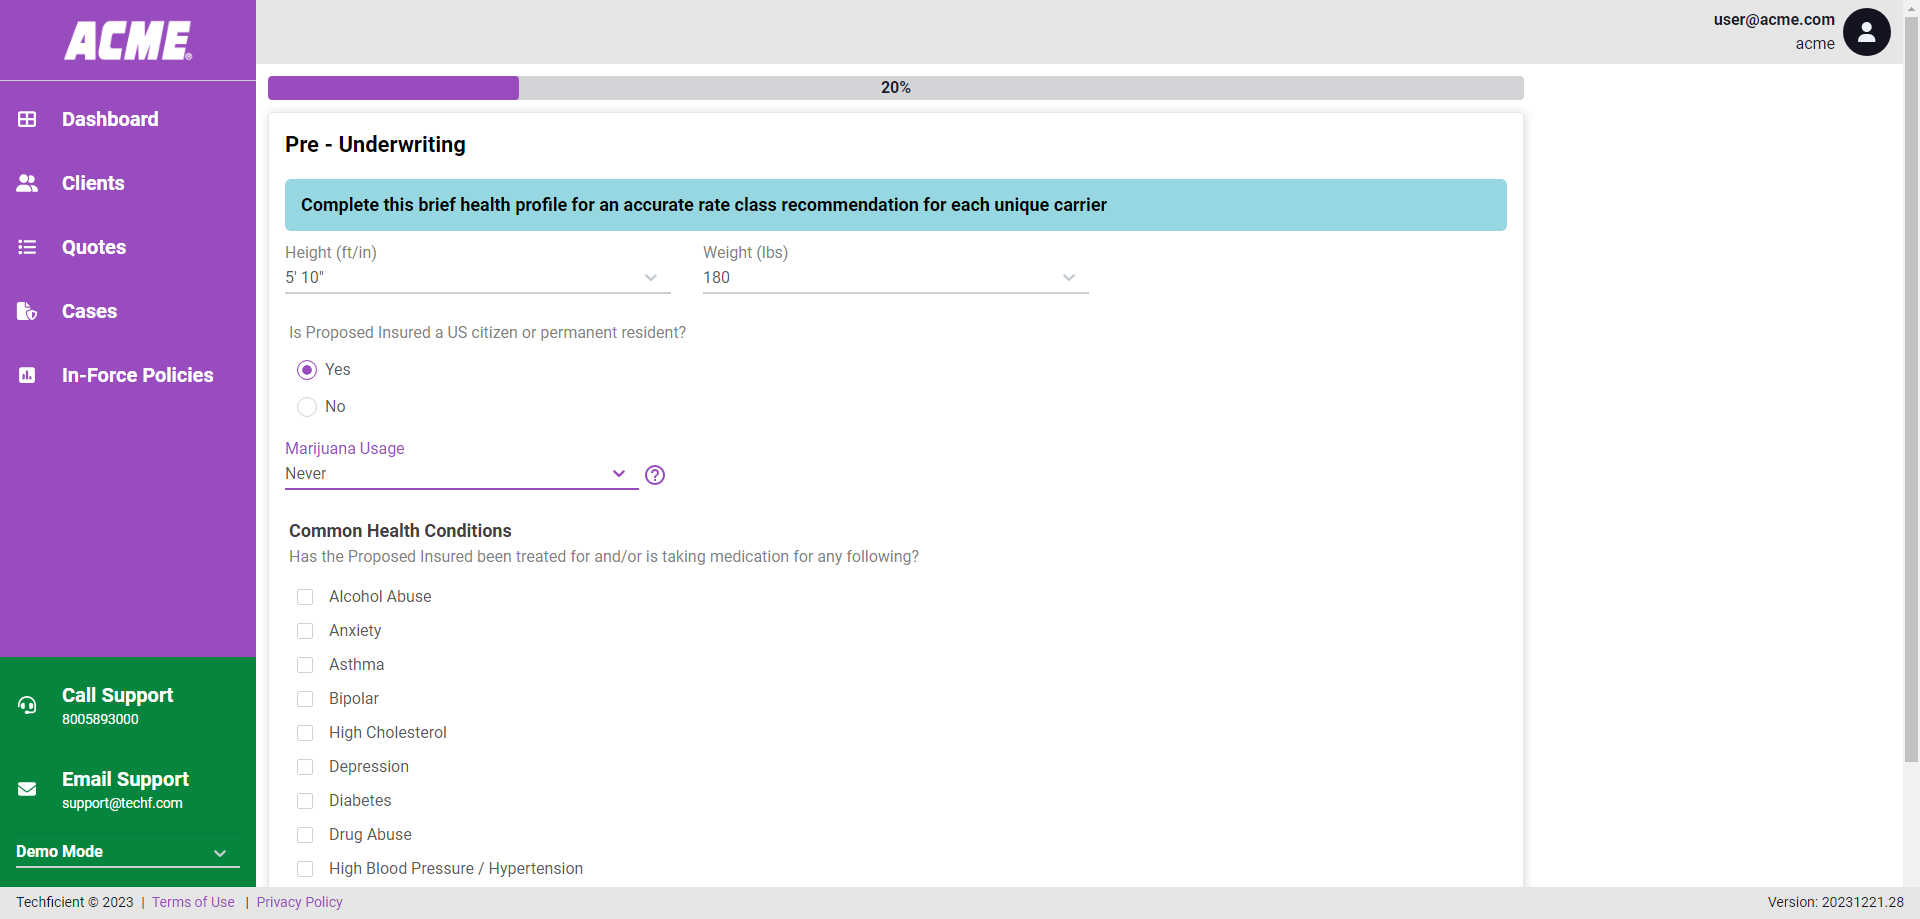 ACME®
user@acme.com
acme
Dashboard
Clients
Quotes
Cases
In-Force Policies
Call Support
8005893000
Email Support
support@techf.com
Demo Mode
20%
Pre - Underwriting
Complete this brief health profile for an accurate rate class recommendation for each unique carrier
Height (ft/in) Weight (lbs)
5' 10" 180
Is Proposed Insured a US citizen or permanent resident?
Yes
No
Marijuana Usage
Never
Common Health Conditions
Has the Proposed Insured been treated for and/or is taking medication for any following?
Alcohol Abuse
Anxiety
Asthma
Bipolar
High Cholesterol
Depression
Diabetes
Drug Abuse
High Blood Pressure / Hypertension
Techficient © 2023 | Terms of Use | Privacy Policy Version: 20231221.28